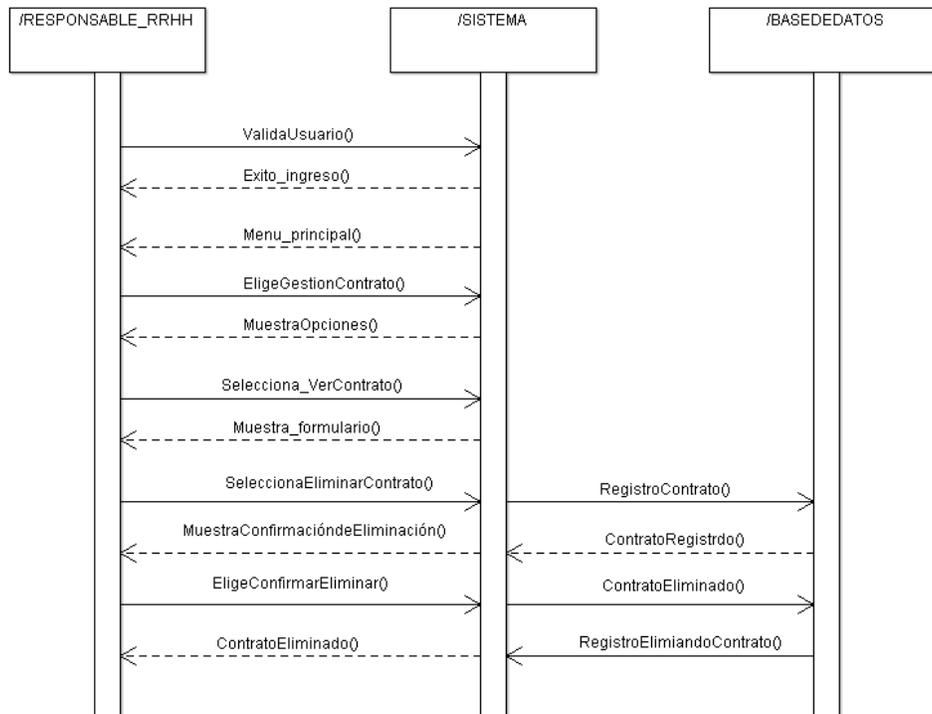 /RESPONSABLE_RRHH
/SISTEMA
/BASEDEDATOS
ValidaUsuario()
Exito_ingreso()
Menu_principal()
EligeGestionContrato()
MuestraOpciones()
Selecciona_VerContrato()
Muestra_formulario()
SeleccionaEliminarContrato()
RegistroContrato()
MuestraConfirmacióndeEliminación()
ContratoRegistrdo()
EligeConfirmarEliminar()
ContratoEliminado()
ContratoEliminado()
RegistroElimiandoContrato()